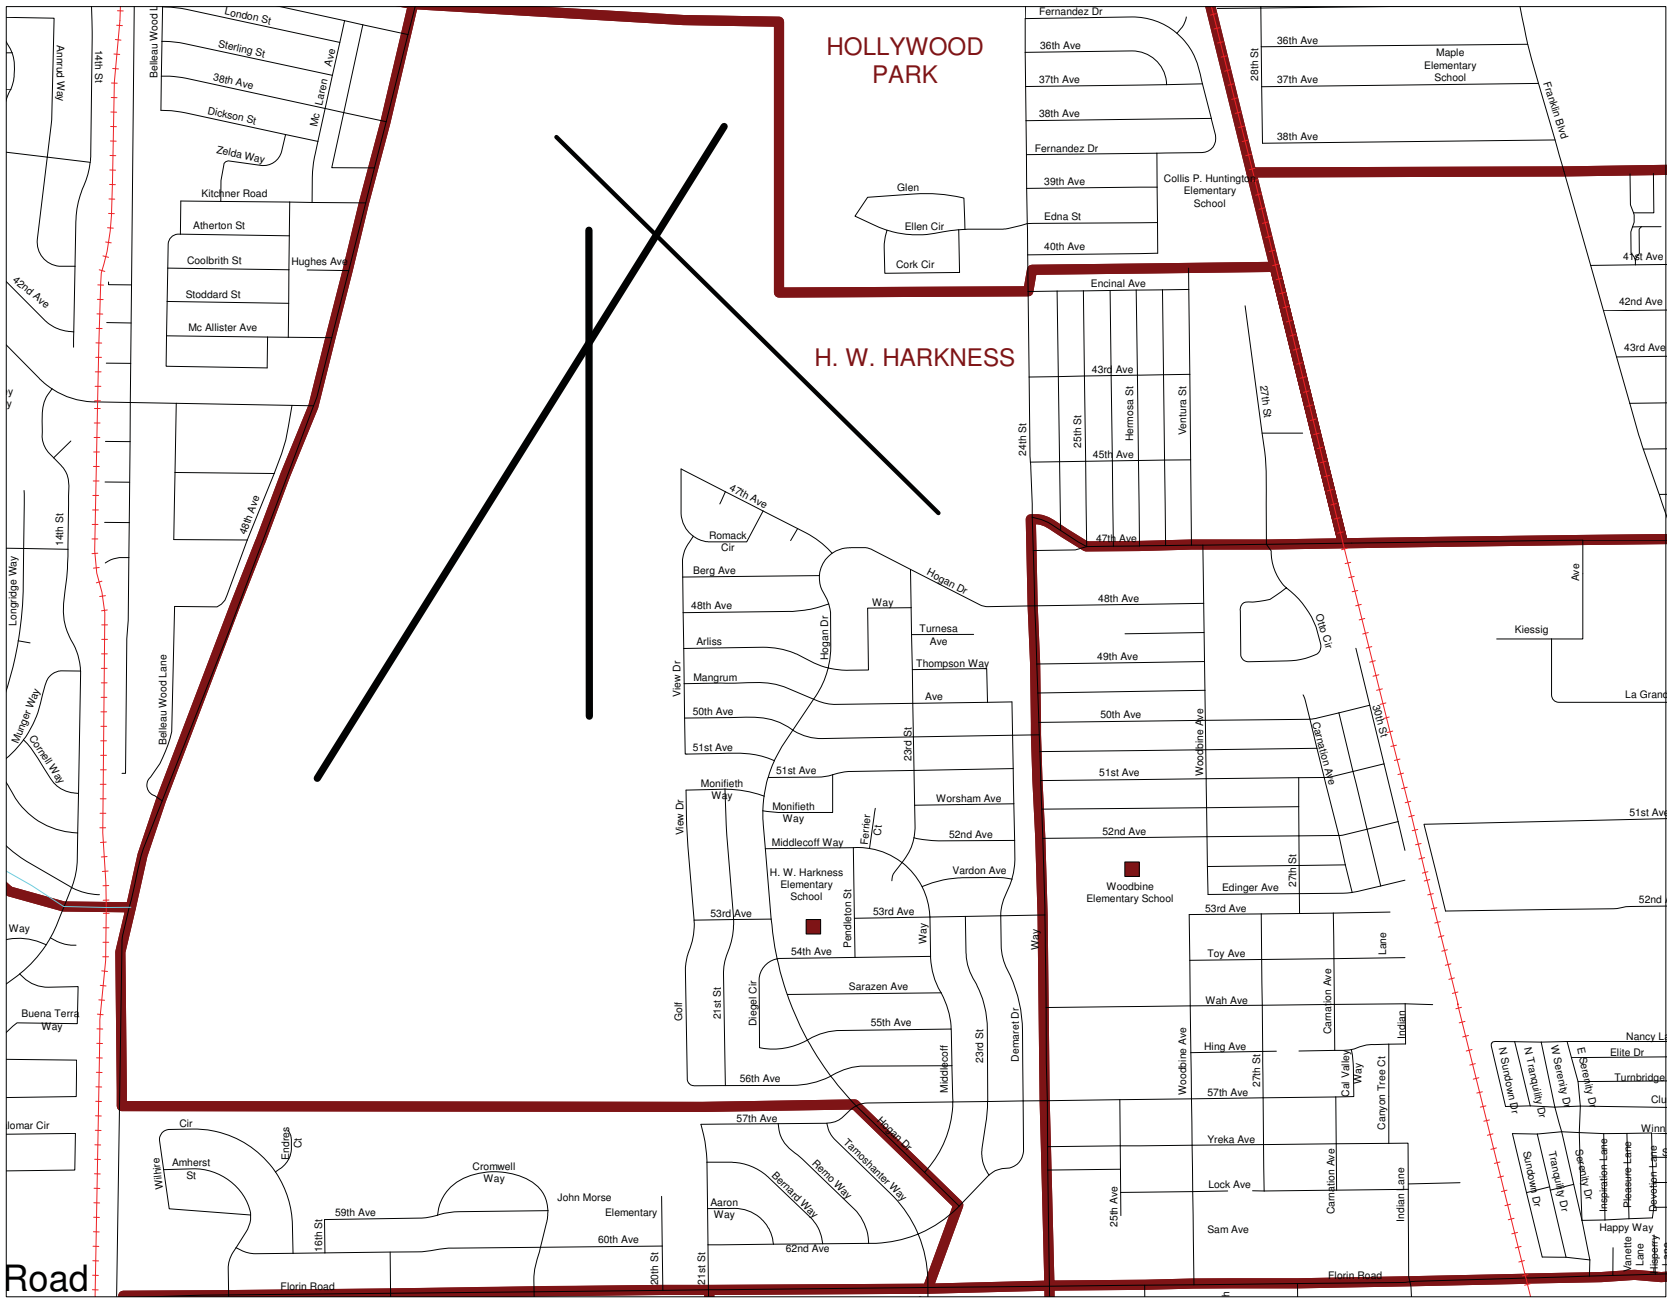 London St
Sterling St
38th Ave
Dickson St
Zelda Way
Kitchner Road
Atherton St
Coolbrith St
Hughes Ave
Stoddard St
Mc Allister Ave
Mc Laren Ave
Amrud Way
14th St
Belleau Wood L
42nd Ave
HOLLYWOOD
PARK
Fernandez Dr
36th Ave
37th Ave
38th Ave
Fernandez Dr
39th Ave
Edna St
40th Ave
Glen
Ellen Cir
Cork Cir
Collis P. Huntington
Elementary
School
28th St
36th Ave
37th Ave
38th Ave
Maple
Elementary
School
Franklin Blvd
41st Ave
42nd Ave
43rd Ave
H. W. HARKNESS
Encinal Ave
43rd Ave
45th Ave
47th Ave
24th St
25th St
Hermosa St
Ventura St
27th St
48th Ave
14th St
Longridge Way
Belleau Wood Lane
Munger Way
Cornell Way
47th Ave
Romack
Cir
Berg Ave
48th Ave
Arliss
Mangrum
50th Ave
51st Ave
View Dr
Hogan Dr
Way
Hogan Dr
Turnesa
Ave
Thompson Way
Ave
23rd St
51st Ave
Monifieth
Way
Monifieth
Way
View Dr
Worsham Ave
52nd Ave
Ferrier
Ct
Middlecoff Way
Vardon Ave
H. W. Harkness
Elementary
School
53rd Ave
Pendleton St
53rd Ave
Way
Way
54th Ave
Sarazen Ave
55th Ave
56th Ave
Golf
21st St
Diegel Cir
Middlecoff
23rd St
Demaret Dr
48th Ave
49th Ave
50th Ave
51st Ave
52nd Ave
Woodbine Ave
Otto Cir
Carnation Ave
30th St
27th St
Edinger Ave
Woodbine
Elementary School
53rd Ave
Toy Ave
Wah Ave
Hing Ave
57th Ave
Yreka Ave
Lock Ave
Sam Ave
Woodbine Ave
27th St
Carnation Ave
Lane
Indian
Cal Valley
Way
Canyon Tree Ct
Carnation Ave
Indian Lane
25th Ave
Ave
Kiessig
La Grand
51st Ave
52nd
Nancy La
Elite Dr
Turnbridge
Clu
Winn
N Sundown Dr
N Tranquility Dr
W Serenity Dr
E Serenity Dr
Sundown Dr
Tranquility Dr
Serenity Dr
Inspiration Lane
Pleasure Lane
Devotion Lane
Happy Way
Vanette
Lane
Way
Buena Terra
Way
lomar Cir
57th Ave
Hogan Dr
Tamoshanter Way
Remo Way
Bernard Way
Aaron
Way
62nd Ave
Cir
Endres
Ct
Wilhire
Amherst
St
Cromwell
Way
John Morse
Elementary
59th Ave
60th Ave
16th St
20th St
21st St
Florin Road
Florin Road
Road